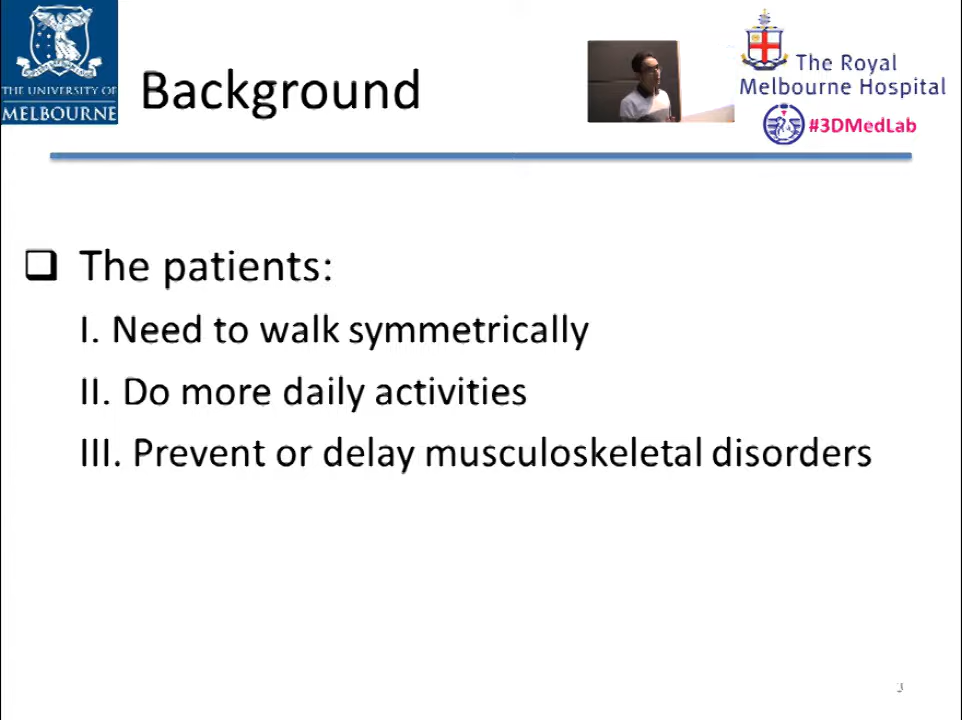 THE UNIVERSITY OF
MELBOURNE
Background
The Royal
Melbourne Hospital
#3DMedLab
The patients:
I. Need to walk symmetrically
II. Do more daily activities
III. Prevent or delay musculoskeletal disorders